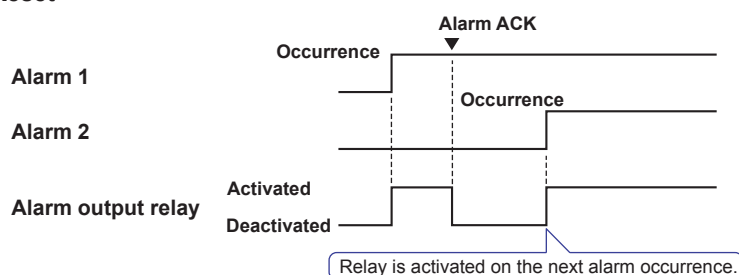 Alarm ACK
Occurrence
Alarm 1
Occurrence
Alarm 2
Activated
Alarm output relay
Deactivated
Relay is activated on the next alarm occurrence.